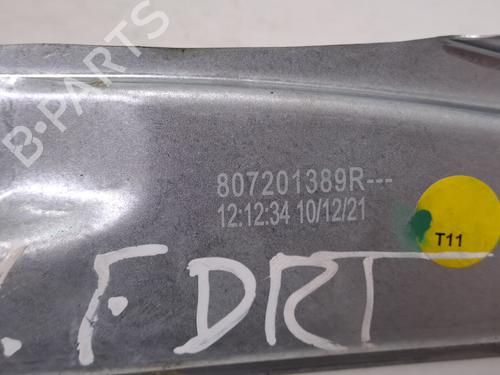 B-PARTS
807201389R---
12:12:34 10/12/21
T11
. F DRT